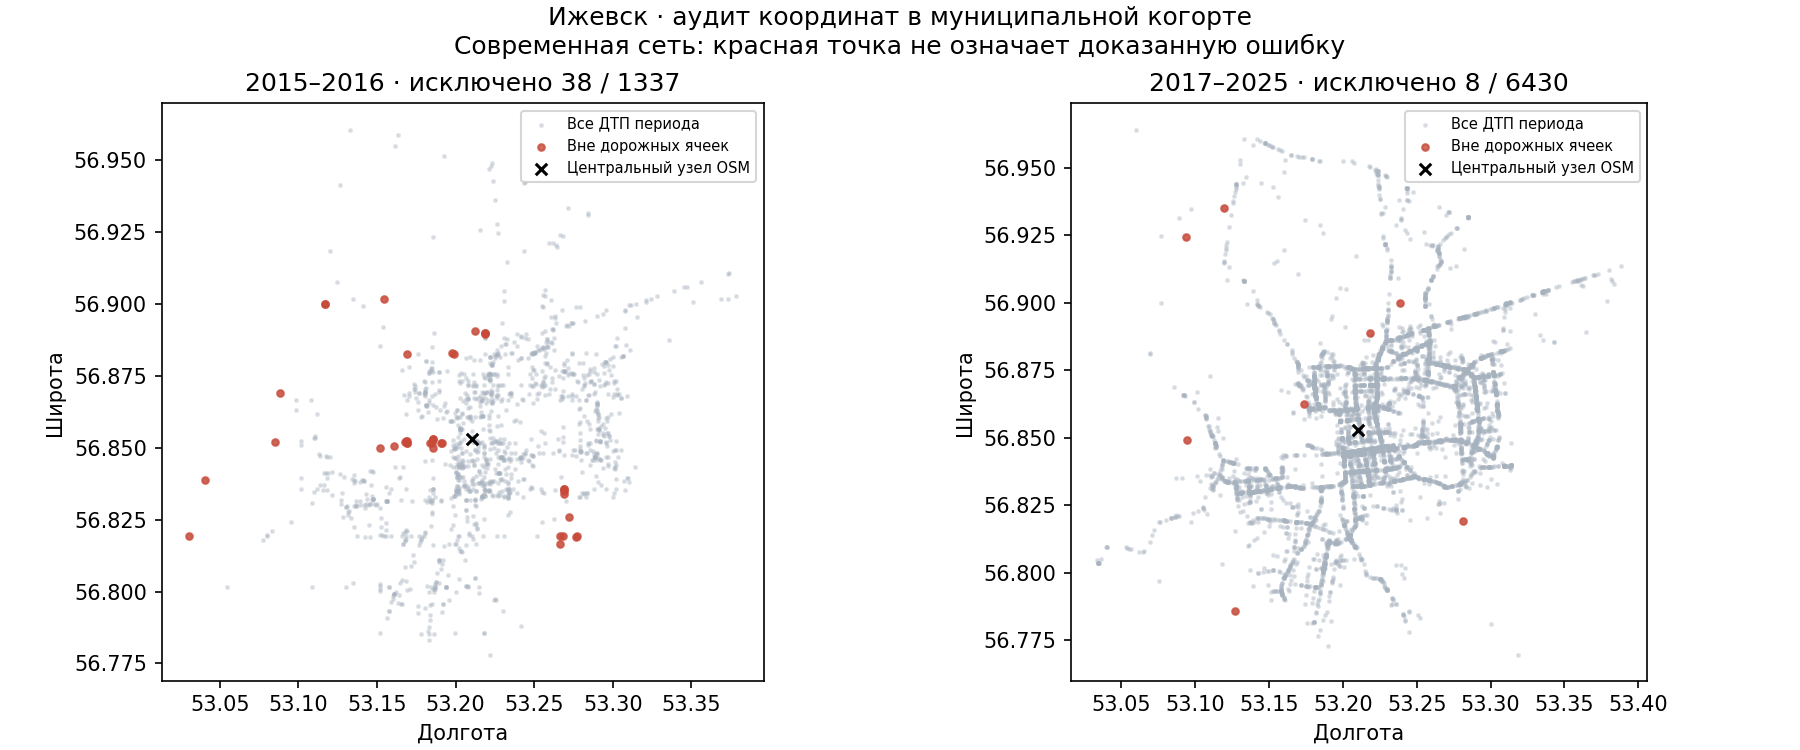 Ижевск · аудит координат в муниципальной когорте
Современная сеть: красная точка не означает доказанную ошибку
2015–2016 · исключено 38 / 1337
Все ДТП периода
Вне дорожных ячеек
Центральный узел OSM
56.950
56.925
56.900
56.875
56.850
56.825
56.800
56.775
Широта
53.05 53.10 53.15 53.20 53.25 53.30 53.35
Долгота
2017–2025 · исключено 8 / 6430
Все ДТП периода
Вне дорожных ячеек
Центральный узел OSM
56.950
56.925
56.900
56.875
56.850
56.825
56.800
56.775
Широта
53.05 53.10 53.15 53.20 53.25 53.30 53.35 53.40
Долгота